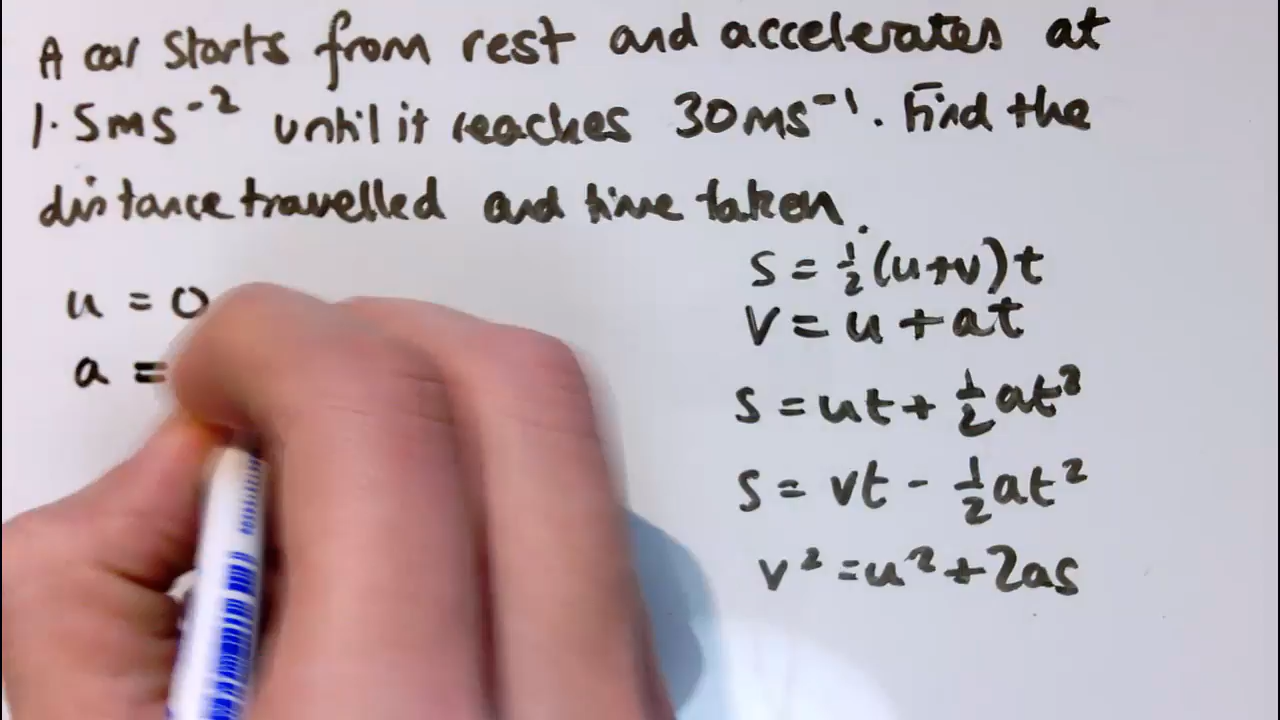 A car starts from rest and accelerates at
1.5ms⁻² until it reaches 30ms⁻¹. Find the
distance travelled and time taken.
u = 0
a =
s = ½(u+v)t
v = u + at
s = ut + ½at²
s = vt - ½at²
v² = u² + 2as